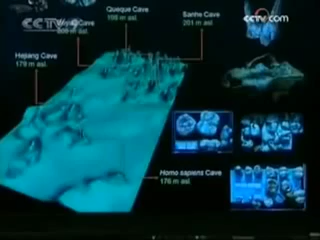 CCTV
CCTV.com
Queque Cave
198 m asl.
Sanhe Cave
201 m asl.
Hejiang Cave
179 m asl.
Homo sapiens Cave
176 m asl.